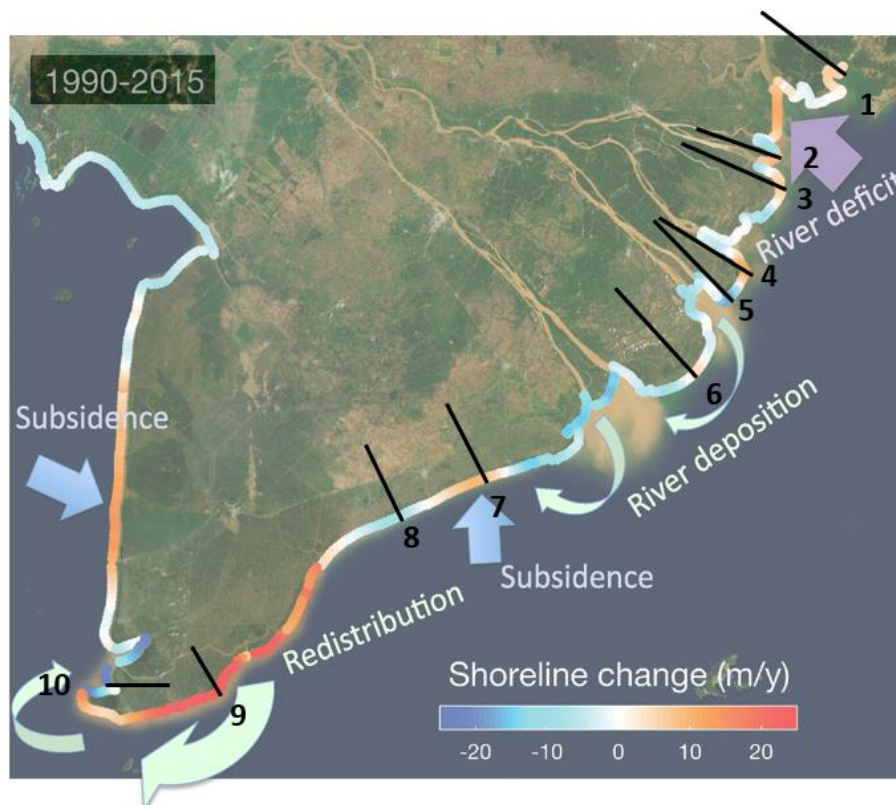 1990-2015
1
2
3
River deficit
4
5
6
River deposition
Subsidence
7
8
Subsidence
Redistribution
10
9
Shoreline change (m/y)
-20 -10 0 10 20